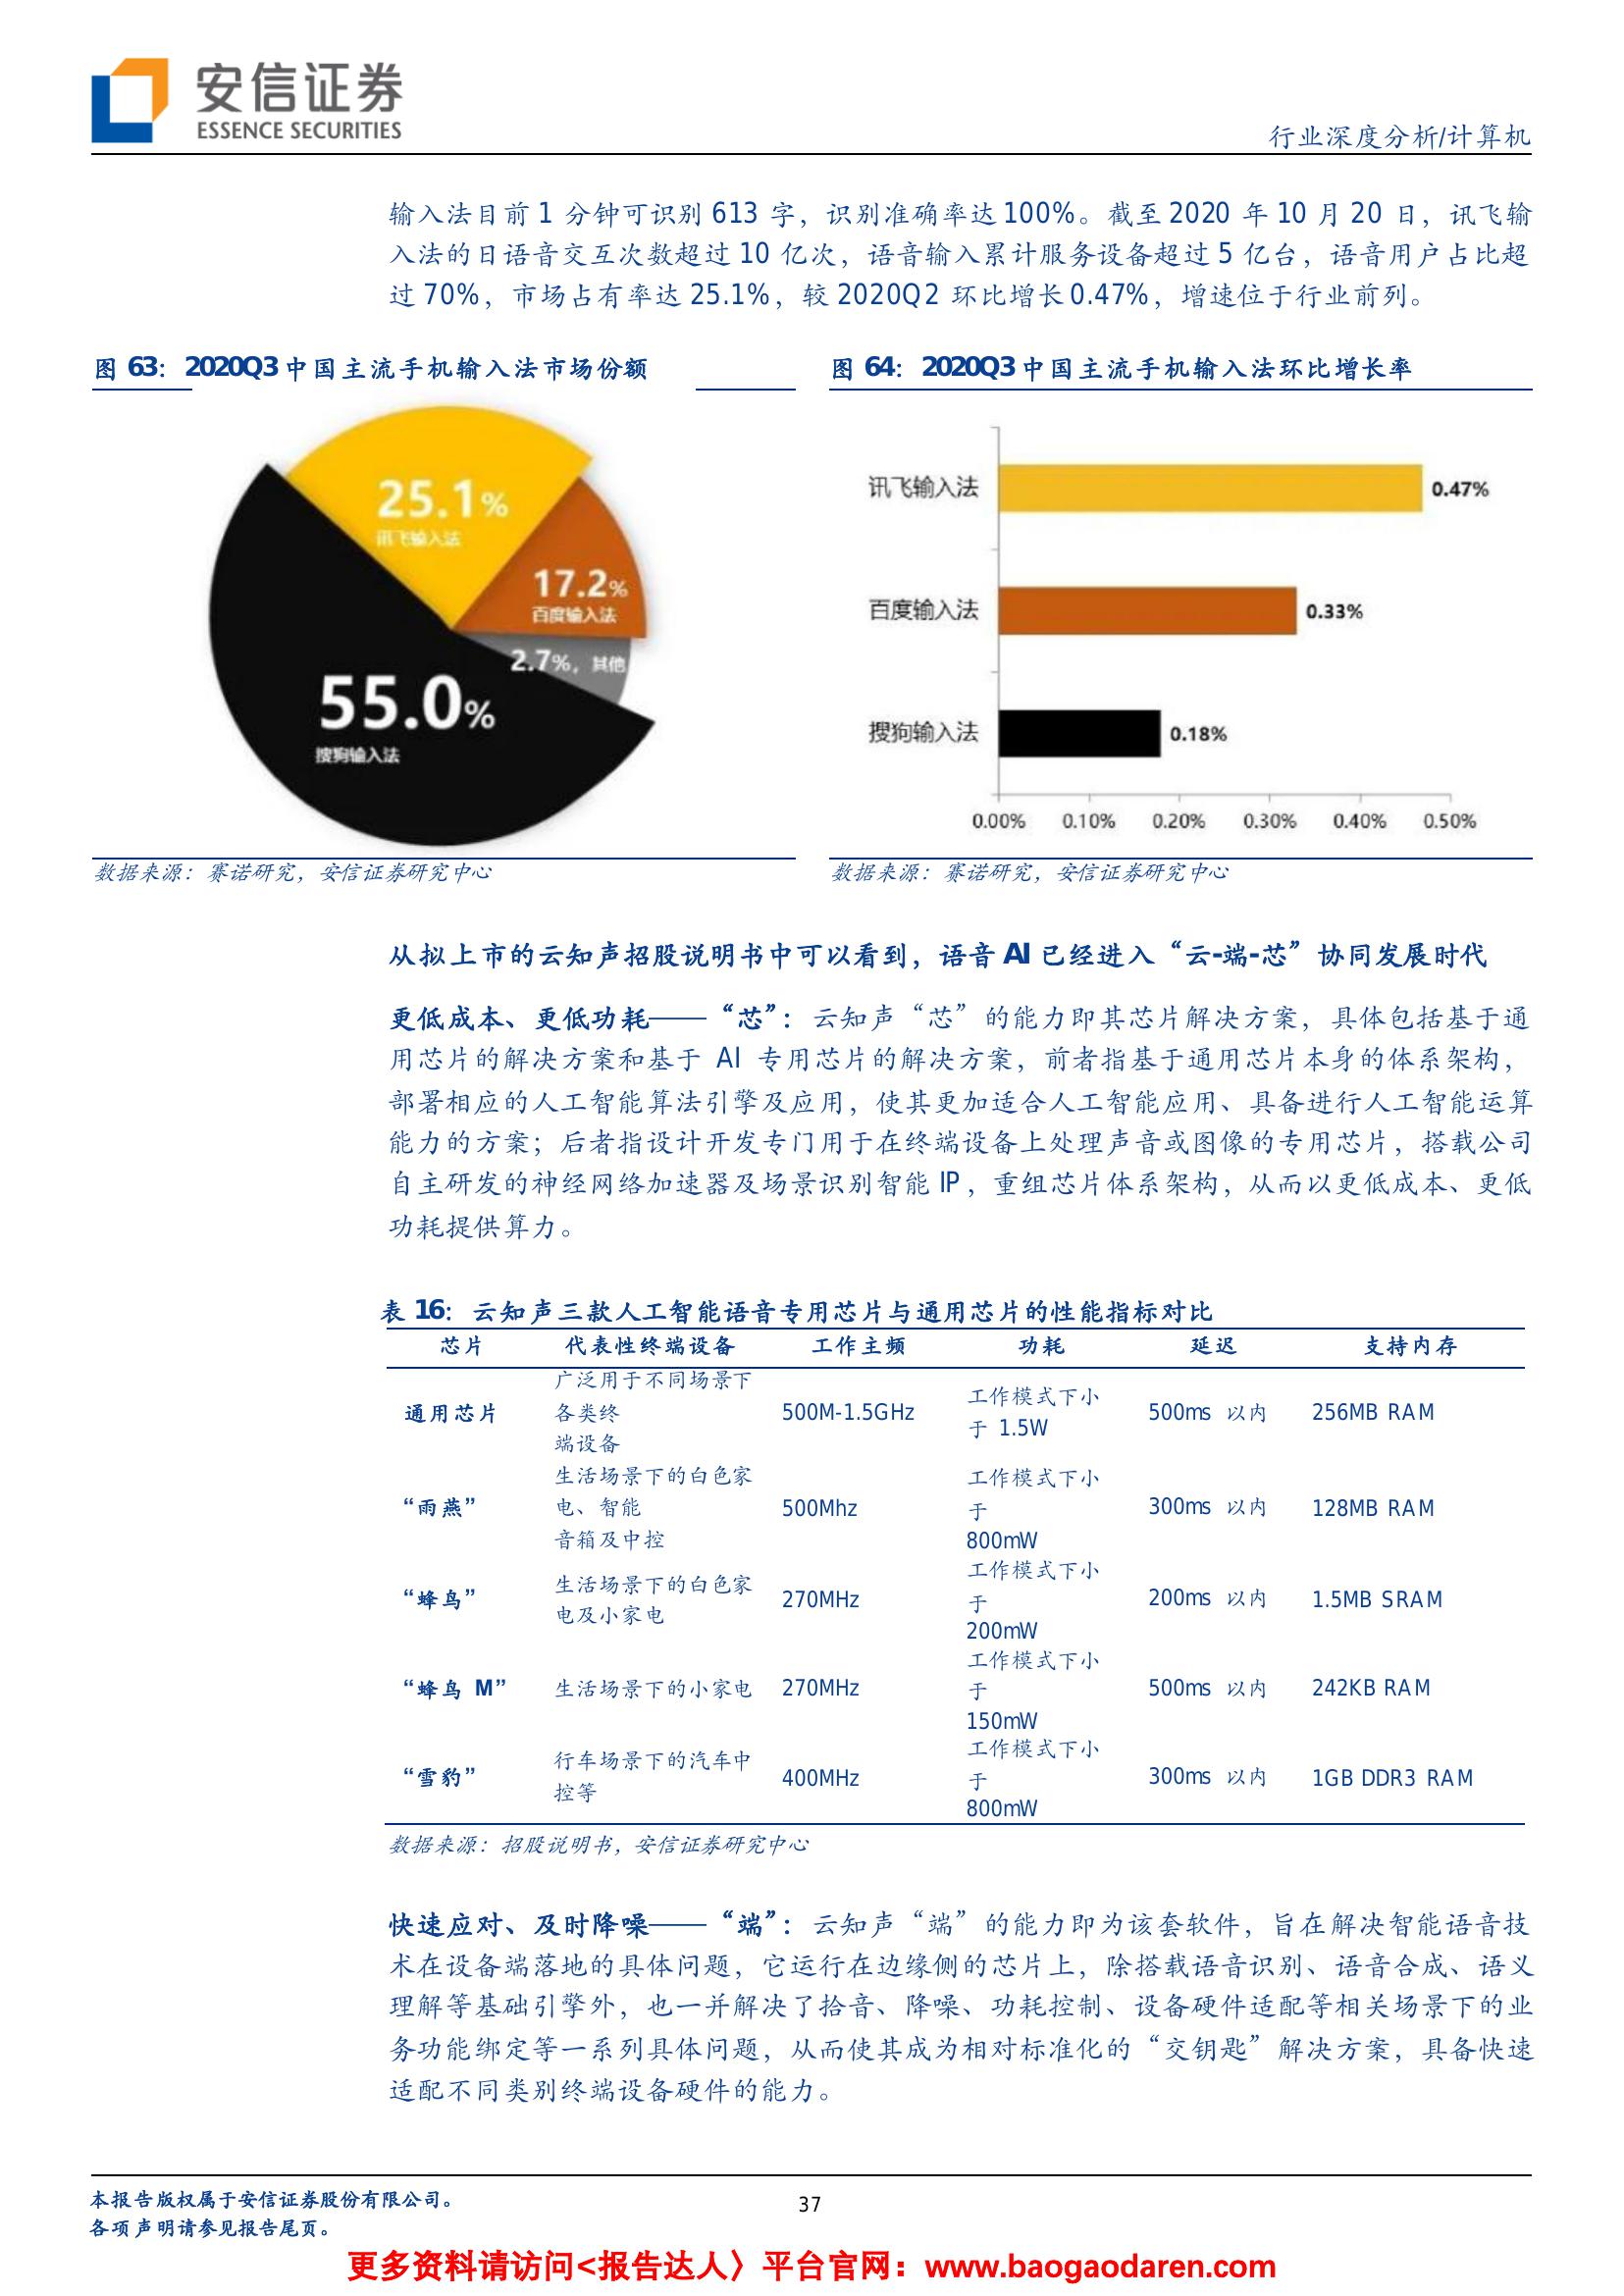 安信证券
ESSENCE SECURITIES
行业深度分析/计算机
输入法目前 1 分钟可识别 613 字，识别准确率达 100%。截至 2020 年 10 月 20 日，讯飞输
入法的日语音交互次数超过 10 亿次，语音输入累计服务设备超过 5 亿台，语音用户占比超
过 70%，市场占有率达 25.1%，较 2020Q2 环比增长 0.47%，增速位于行业前列。
图 63：2020Q3 中国主流手机输入法市场份额
25.1%
讯飞输入法
17.2%
百度输入法
2.7%，其他
55.0%
搜狗输入法
数据来源：赛诺研究，安信证券研究中心
图 64：2020Q3 中国主流手机输入法环比增长率
讯飞输入法 0.47%
百度输入法 0.33%
搜狗输入法 0.18%
0.00% 0.10% 0.20% 0.30% 0.40% 0.50%
数据来源：赛诺研究，安信证券研究中心
从拟上市的云知声招股说明书中可以看到，语音 AI 已经进入“云-端-芯”协同发展时代
更低成本、更低功耗——“芯”：云知声“芯”的能力即其芯片解决方案，具体包括基于通
用芯片的解决方案和基于 AI 专用芯片的解决方案，前者指基于通用芯片本身的体系架构，
部署相应的人工智能算法引擎及应用，使其更加适合人工智能应用、具备进行人工智能运算
能力的方案；后者指设计开发专门用于在终端设备上处理声音或图像的专用芯片，搭载公司
自主研发的神经网络加速器及场景识别智能 IP，重组芯片体系架构，从而以更低成本、更低
功耗提供算力。
表 16：云知声三款人工智能语音专用芯片与通用芯片的性能指标对比
芯片 代表性终端设备 工作主频 功耗 延迟 支持内存
广泛用于不同场景下
各类终
端设备
通用芯片 500M-1.5GHz
工作模式下小
于 1.5W
500ms 以内 256MB RAM
生活场景下的白色家
电、智能
音箱及中控
“雨燕” 500Mhz
工作模式下小
于
800mW
300ms 以内 128MB RAM
生活场景下的白色家
电及小家电
“蜂鸟” 270MHz
工作模式下小
于
200mW
200ms 以内 1.5MB SRAM
“蜂鸟 M” 生活场景下的小家电 270MHz
工作模式下小
于
150mW
500ms 以内 242KB RAM
行车场景下的汽车中
控等
“雪豹” 400MHz
工作模式下小
于
800mW
300ms 以内 1GB DDR3 RAM
数据来源：招股说明书，安信证券研究中心
快速应对、及时降噪——“端”：云知声“端”的能力即为该套软件，旨在解决智能语音技
术在设备端落地的具体问题，它运行在边缘侧的芯片上，除搭载语音识别、语音合成、语义
理解等基础引擎外，也一并解决了拾音、降噪、功耗控制、设备硬件适配等相关场景下的业
务功能绑定等一系列具体问题，从而使其成为相对标准化的“交钥匙”解决方案，具备快速
适配不同类别终端设备硬件的能力。
本报告版权属于安信证券股份有限公司。
各项声明请参见报告尾页。
37
更多资料请访问<报告达人〉平台官网：www.baogaodaren.com